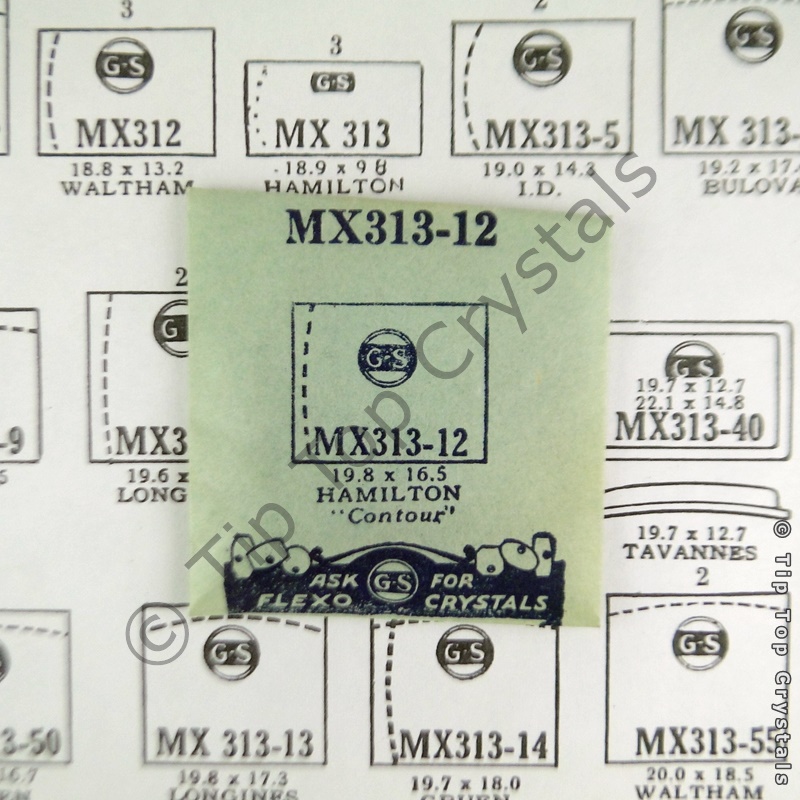 3
G-S
MX312
18.8 x 13.2
WALTHAM
3
G-S
MX 313
18.9 x 9 8
HAMILTON
2
G-S
MX313-5
19.0 x 14.3
I.D.
G-S
MX 313-
19.2 x 17.
BULOVA
MX313-12
G-S
MX313-12
19.8 x 16.5
HAMILTON
"Contour"
ASK G-S FOR
FLEXO CRYSTALS
-9
2
G
MX3
19.6 x
LONG
G-S
19.7 x 12.7
22.1 x 14.8
MX313-40
19.7 x 12.7
TAVANNES
3-50
16.7
G-S
MX 313-13
19.8 x 17.3
LONGINES
G-S
MX313-14
19.7 x 18.0
GRUEN
2
G-S
MX313-55
20.0 x 18.5
WALTHAM
© Tip Top Crystals
© Tip Top Crystals